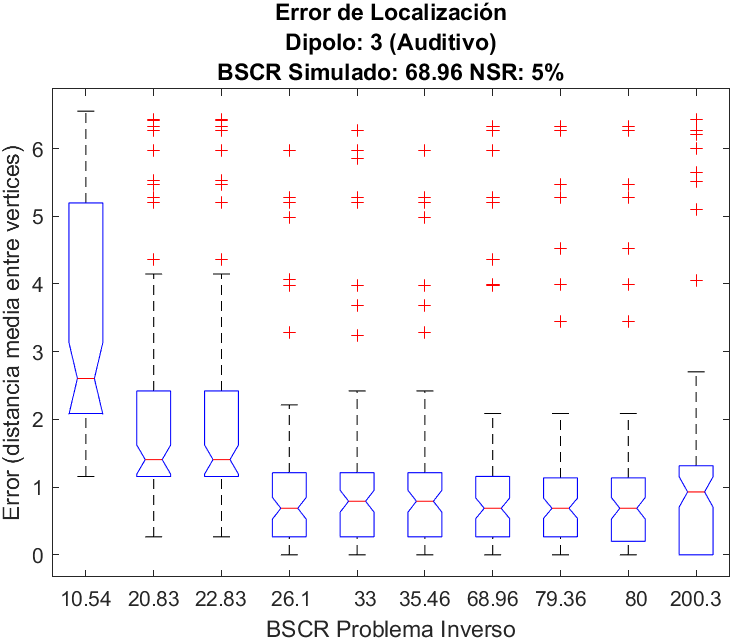 Error de Localización
Dipolo: 3 (Auditivo)
BSCR Simulado: 68.96 NSR: 5%
Error (distancia media entre vertices)
6
5
4
3
2
1
0
10.54 20.83 22.83 26.1 33 35.46 68.96 79.36 80 200.3
BSCR Problema Inverso